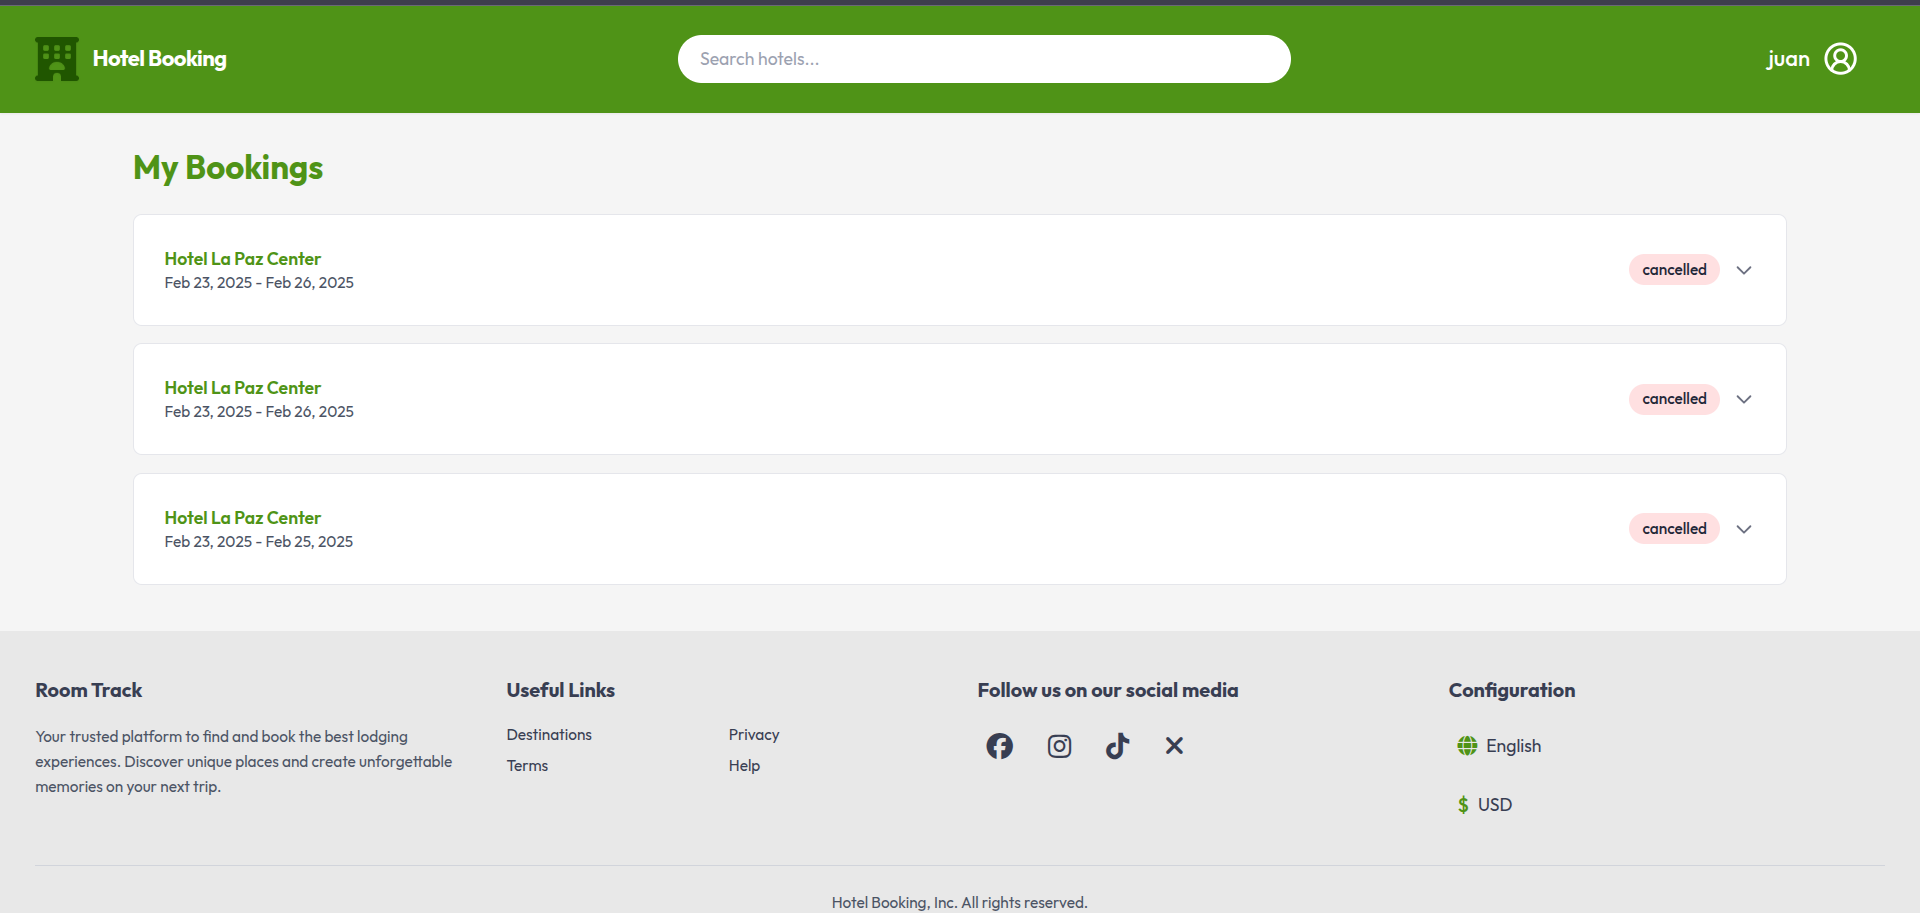 Hotel Booking
Search hotels...
juan
My Bookings
Hotel La Paz Center
Feb 23, 2025 - Feb 26, 2025
cancelled
Hotel La Paz Center
Feb 23, 2025 - Feb 26, 2025
cancelled
Hotel La Paz Center
Feb 23, 2025 - Feb 25, 2025
cancelled
Room Track
Your trusted platform to find and book the best lodging
experiences. Discover unique places and create unforgettable
memories on your next trip.
Useful Links
Destinations
Privacy
Terms
Help
Follow us on our social media
Configuration
English
$ USD
Hotel Booking, Inc. All rights reserved.